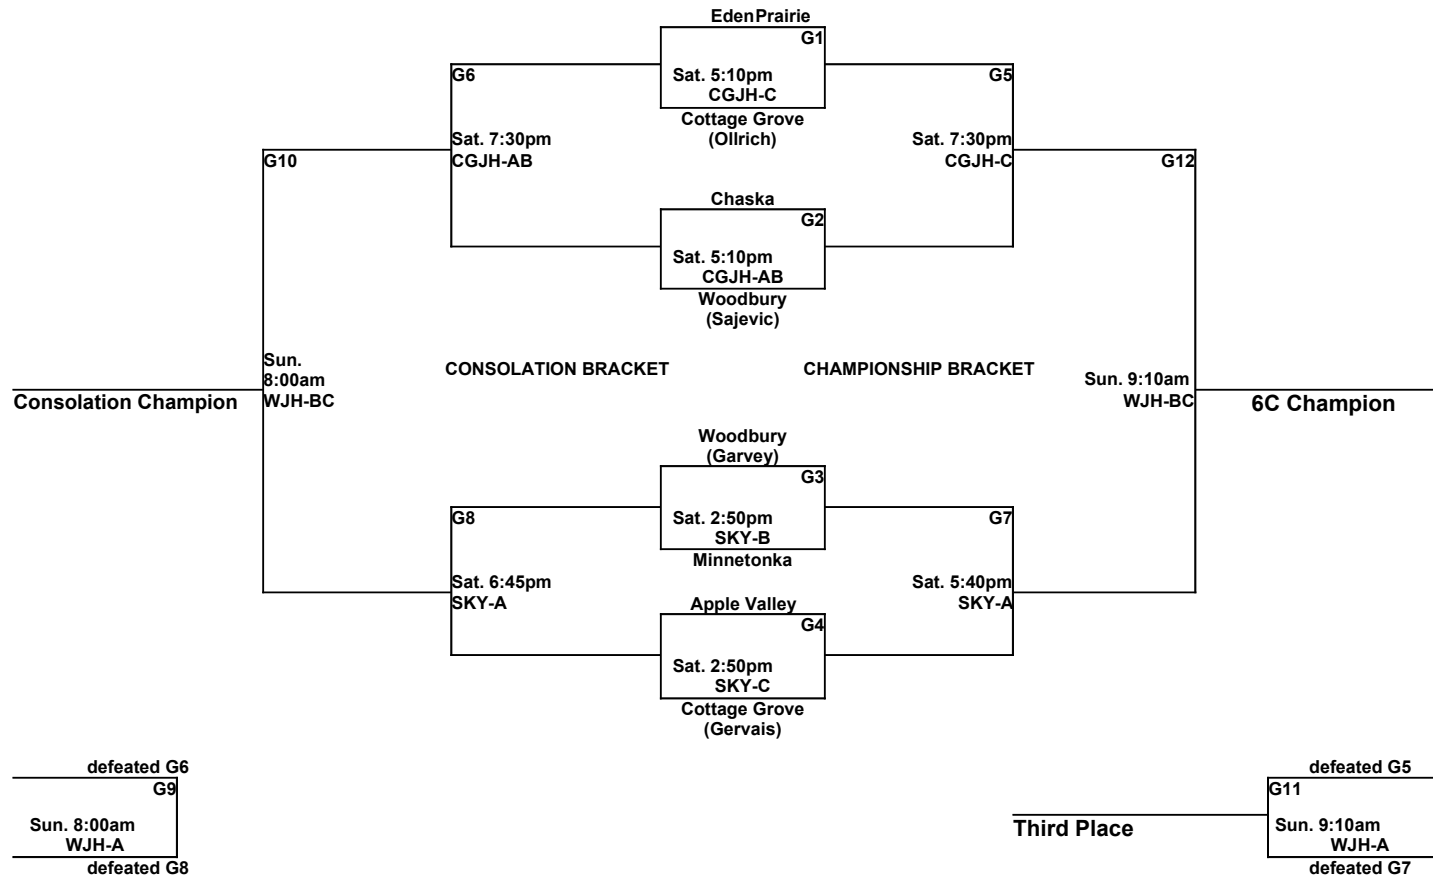 EdenPrairie
G1
Sat. 5:10pm
CGJH-C
Cottage Grove
(Ollrich)
G6
Sat. 7:30pm
CGJH-AB
G5
Sat. 7:30pm
CGJH-C
G10
G12
Chaska
G2
Sat. 5:10pm
CGJH-AB
Woodbury
(Sajevic)
Sun.
8:00am
WJH-BC
CONSOLATION BRACKET
CHAMPIONSHIP BRACKET
Sun. 9:10am
WJH-BC
Consolation Champion
6C Champion
Woodbury
(Garvey)
G3
Sat. 2:50pm
SKY-B
Minnetonka
G8
Sat. 6:45pm
SKY-A
G7
Sat. 5:40pm
SKY-A
Apple Valley
G4
Sat. 2:50pm
SKY-C
Cottage Grove
(Gervais)
defeated G6
G9
Sun. 8:00am
WJH-A
defeated G8
Third Place
defeated G5
G11
Sun. 9:10am
WJH-A
defeated G7